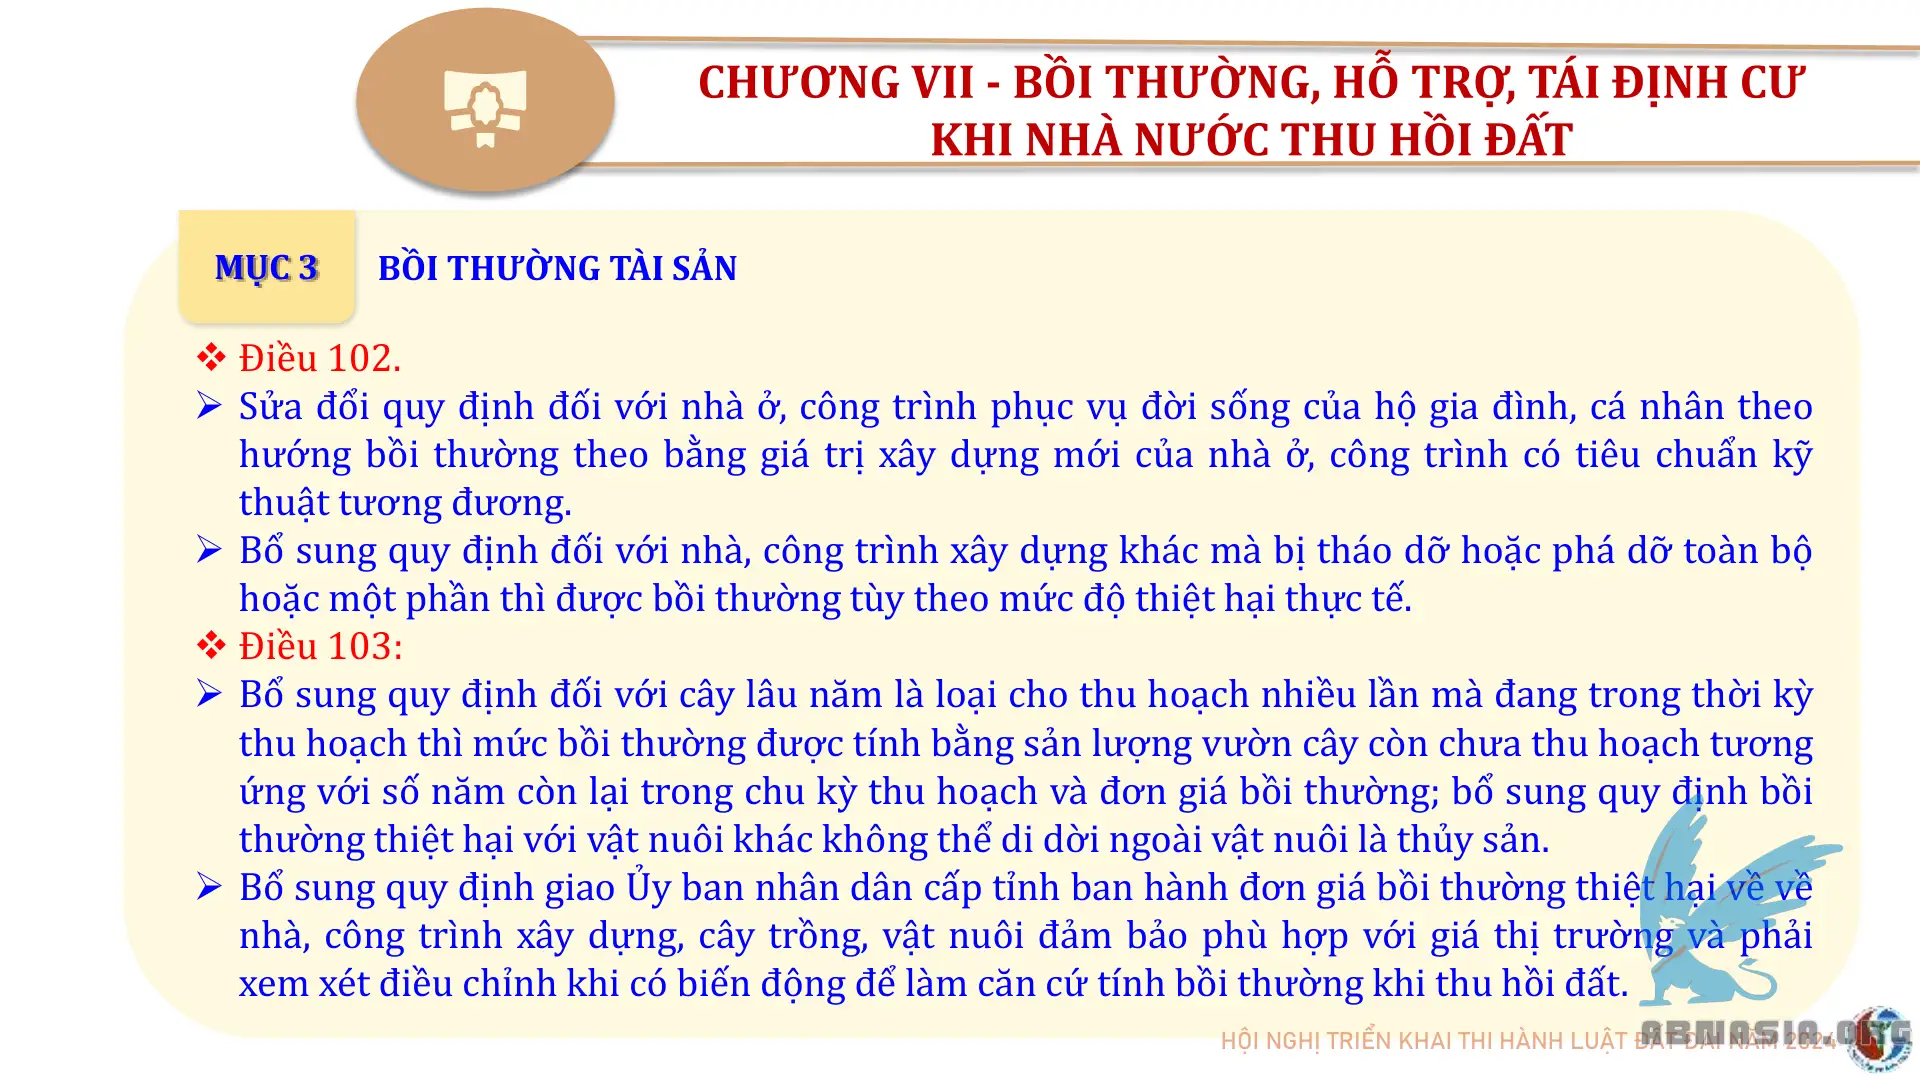 CHƯƠNG VII - BỒI THƯỜNG, HỖ TRỢ, TÁI ĐỊNH CƯ
KHI NHÀ NƯỚC THU HỒI ĐẤT
MỤC 3
BỒI THƯỜNG TÀI SẢN
Điều 102.
Sửa đổi quy định đối với nhà ở, công trình phục vụ đời sống của hộ gia đình, cá nhân theo
hướng bồi thường theo bằng giá trị xây dựng mới của nhà ở, công trình có tiêu chuẩn kỹ
thuật tương đương.
Bổ sung quy định đối với nhà, công trình xây dựng khác mà bị tháo dỡ hoặc phá dỡ toàn bộ
hoặc một phần thì được bồi thường tùy theo mức độ thiệt hại thực tế.
Điều 103:
Bổ sung quy định đối với cây lâu năm là loại cho thu hoạch nhiều lần mà đang trong thời kỳ
thu hoạch thì mức bồi thường được tính bằng sản lượng vườn cây còn chưa thu hoạch tương
ứng với số năm còn lại trong chu kỳ thu hoạch và đơn giá bồi thường; bổ sung quy định bồi
thường thiệt hại với vật nuôi khác không thể di dời ngoài vật nuôi là thủy sản.
Bổ sung quy định giao Ủy ban nhân dân cấp tỉnh ban hành đơn giá bồi thường thiệt hại về về
nhà, công trình xây dựng, cây trồng, vật nuôi đảm bảo phù hợp với giá thị trường và phải
xem xét điều chỉnh khi có biến động để làm căn cứ tính bồi thường khi thu hồi đất.
HỘI NGHỊ TRIỂN KHAI THI HÀNH LUẬT ĐẤT ĐAI NĂM 2024
ABMASIA.ORG